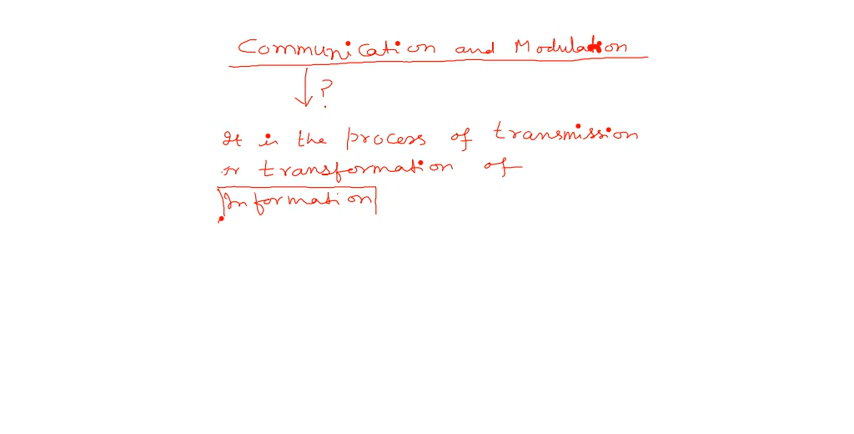 Communication and Modulation
?
It is the process of transmission
or transformation of
Information